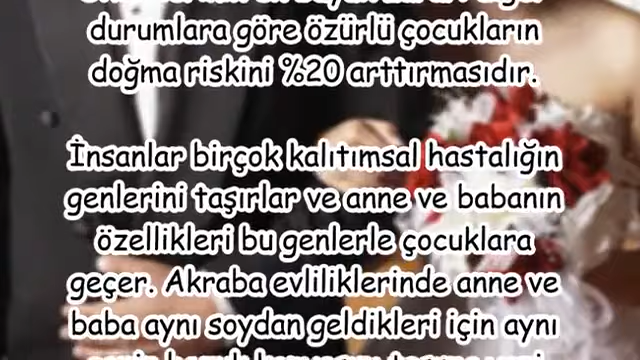 durumlara göre özürlü çocukların
doğma riskini %20 arttırmasıdır.
İnsanlar birçok kalıtımsal hastalığın
genlerini taşırlar ve anne ve babanın
özellikleri bu genlerle çocuklara
geçer. Akraba evliliklerinde anne ve
baba aynı soydan geldikleri için aynı